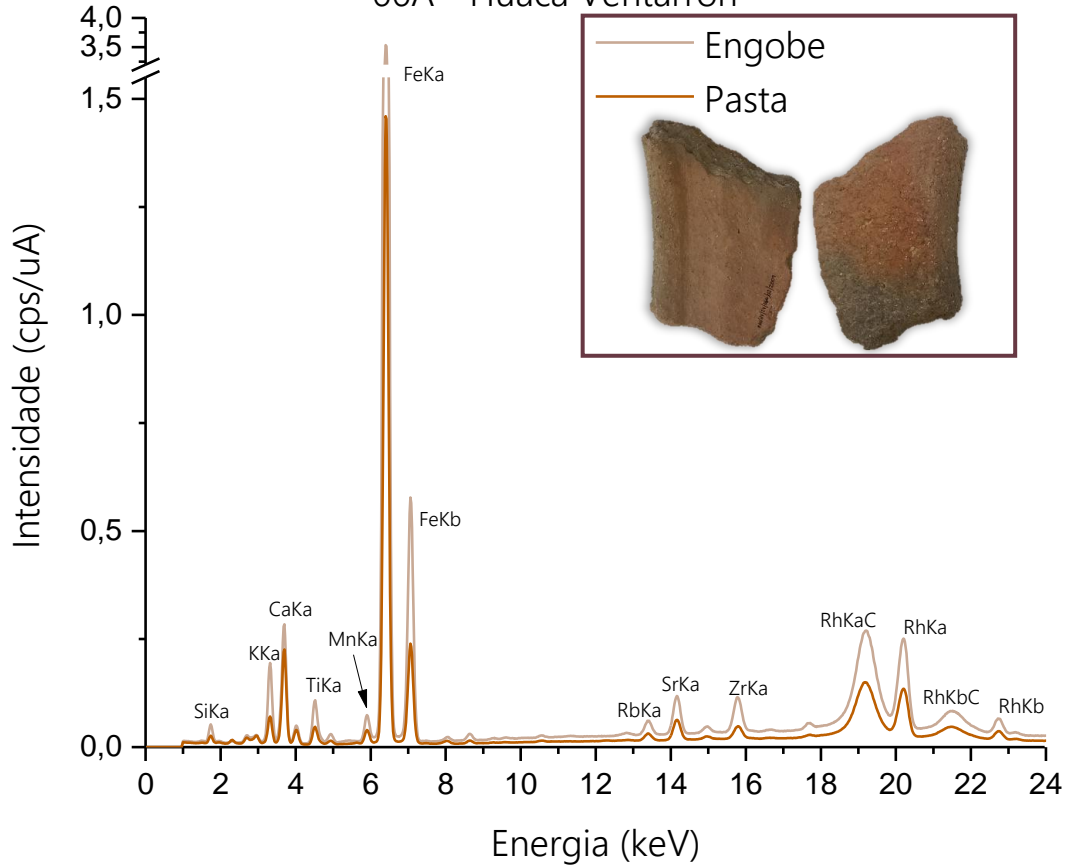 Huaca Ventarrón
4,0
3,5
1,5
1,0
0,5
0,0
Intensidade (cps/uA)
Engobe
Pasta
FeKa
FeKb
CaKa
KKa
MnKa
TiKa
SiKa
RbKa
SrKa
ZrKa
RhKaC
RhKa
RhKbC
RhKb
0 2 4 6 8 10 12 14 16 18 20 22 24
Energia (keV)